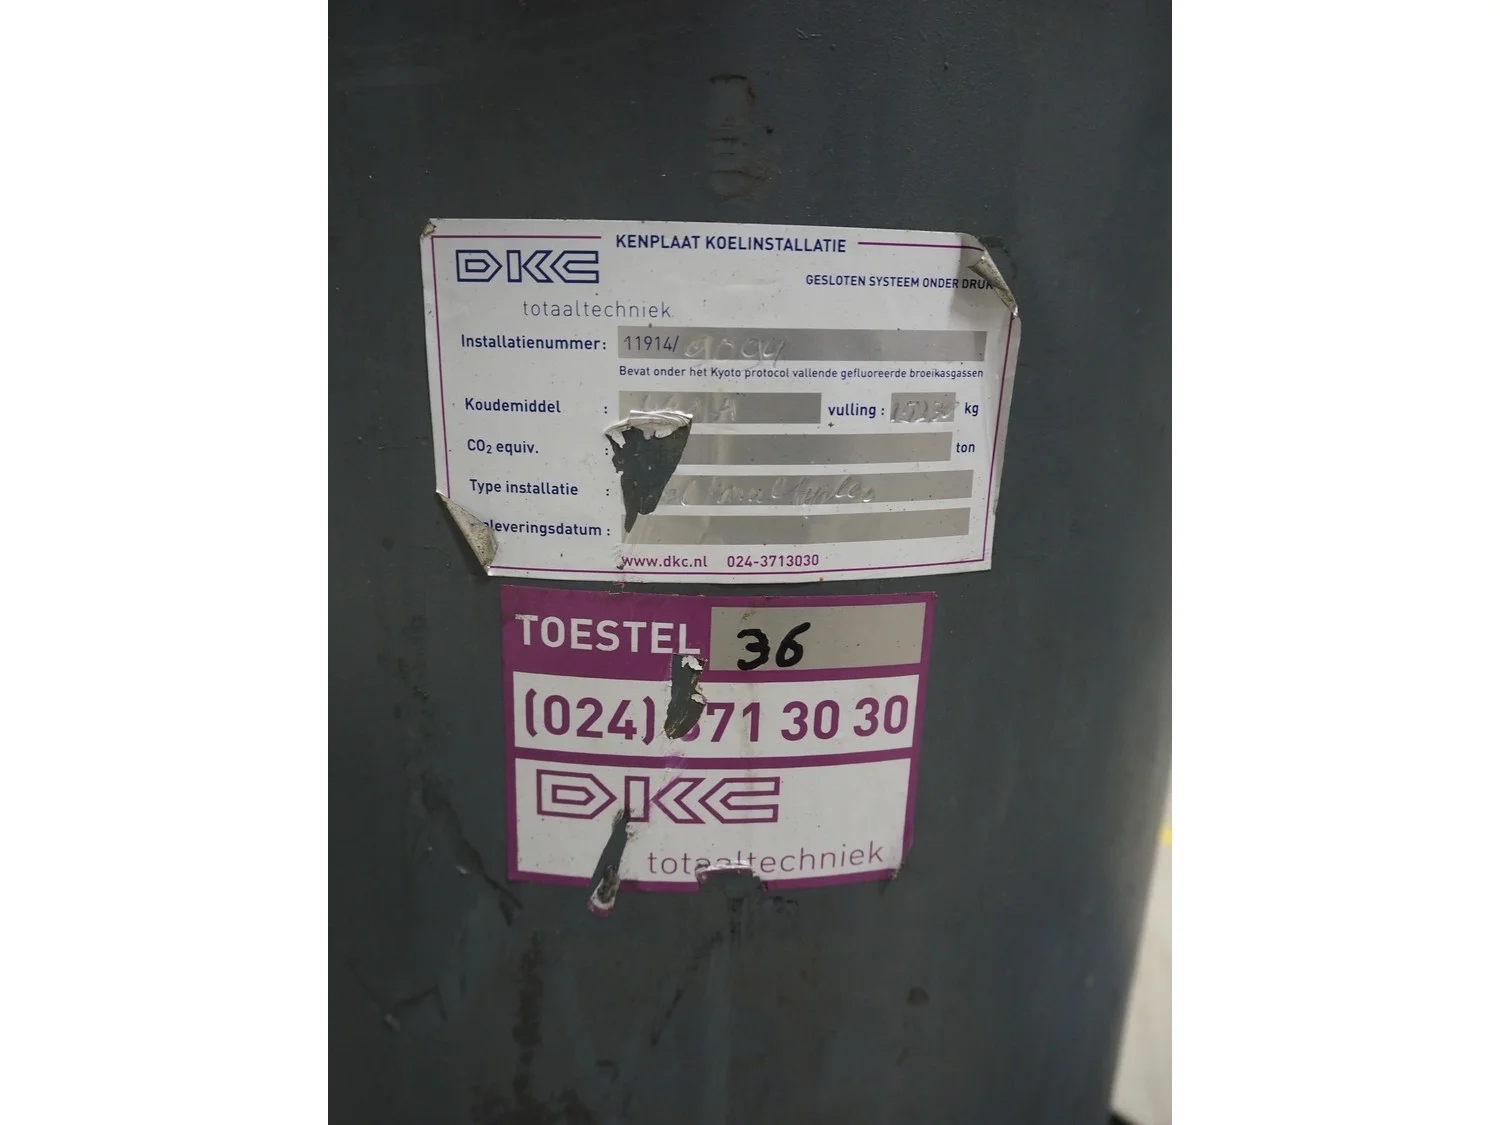 KENPLAAT KOELINSTALLATIE
DKC
GESLOTEN SYSTEEM ONDER DRUK
totaaltechniek
Installatienummer: 11914/
Bevat onder het Kyoto protocol vallende gefluoreerde broeikasgassen
Koudemiddel : vulling : kg
CO2 equiv. : ton
Type installatie :
leveringsdatum :
www.dkc.nl 024-3713030
TOESTEL 36
(024) 371 30 30
DKC
totaaltechniek